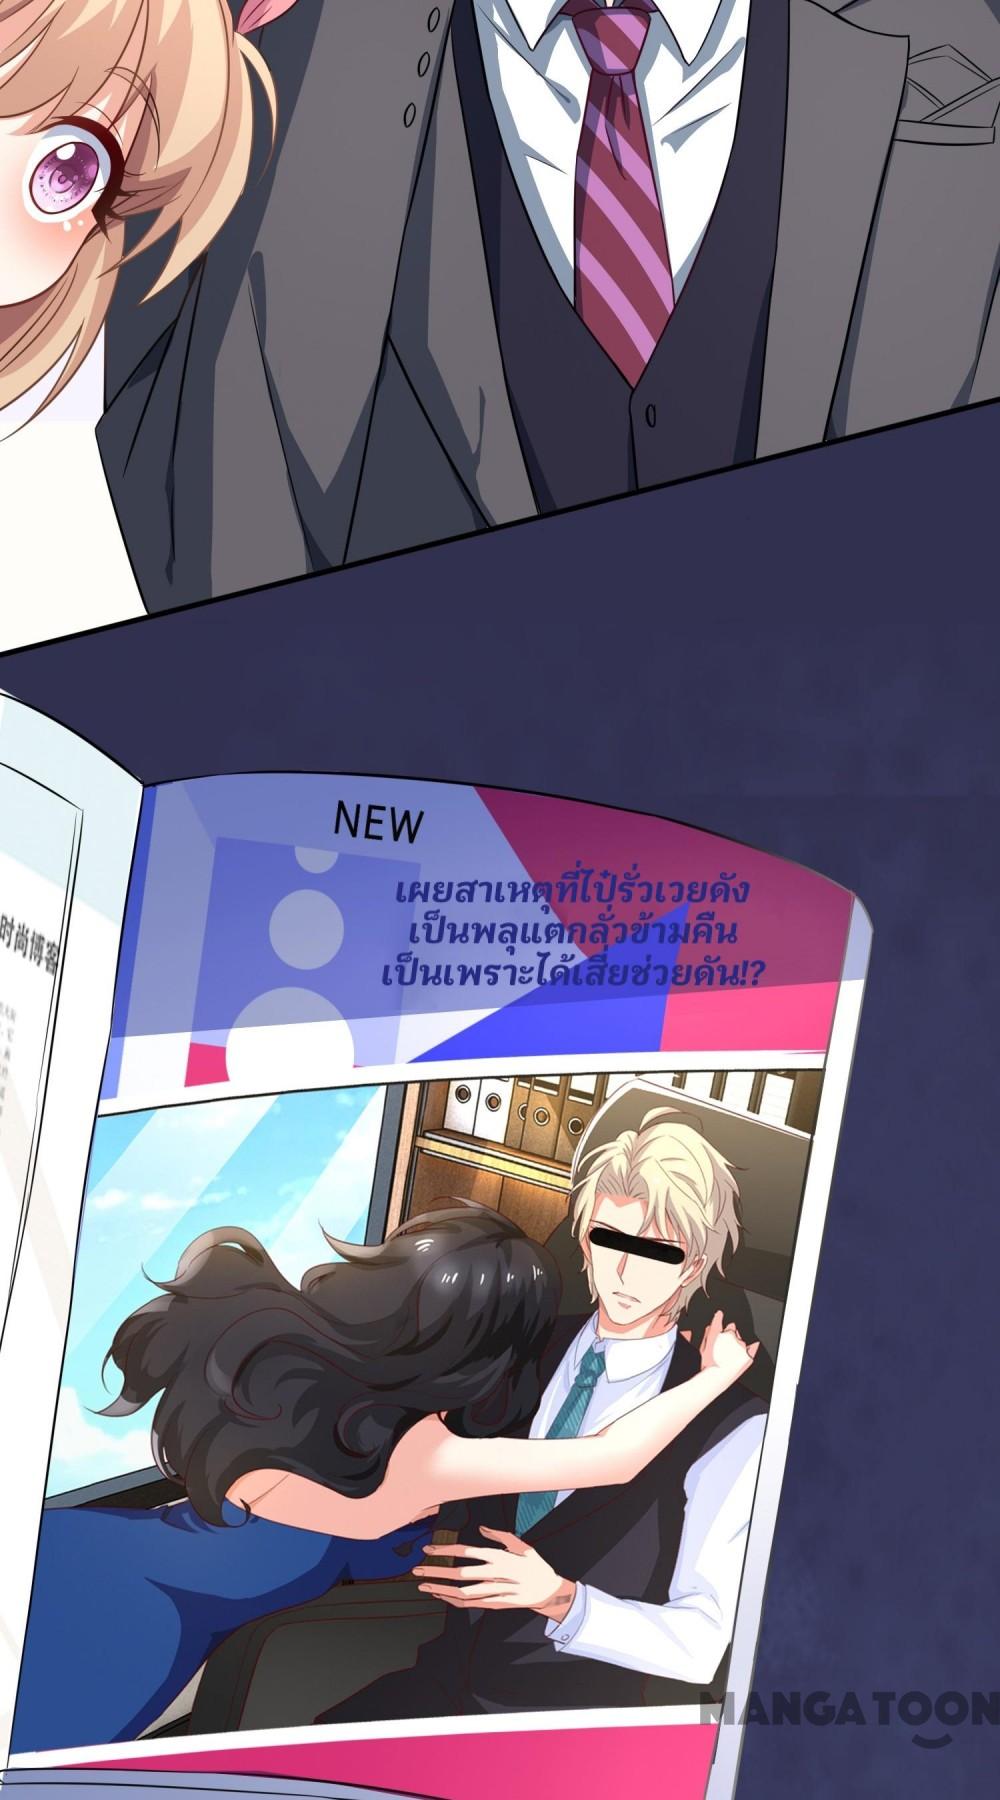 NEW
เผยสาเหตุที่ไป๋รั่วเวยดัง
เป็นพลุแตกลั่วข้ามคืน
เป็นเพราะได้เสี่ยช่วยดัน!?
时尚博客
MANGATOON